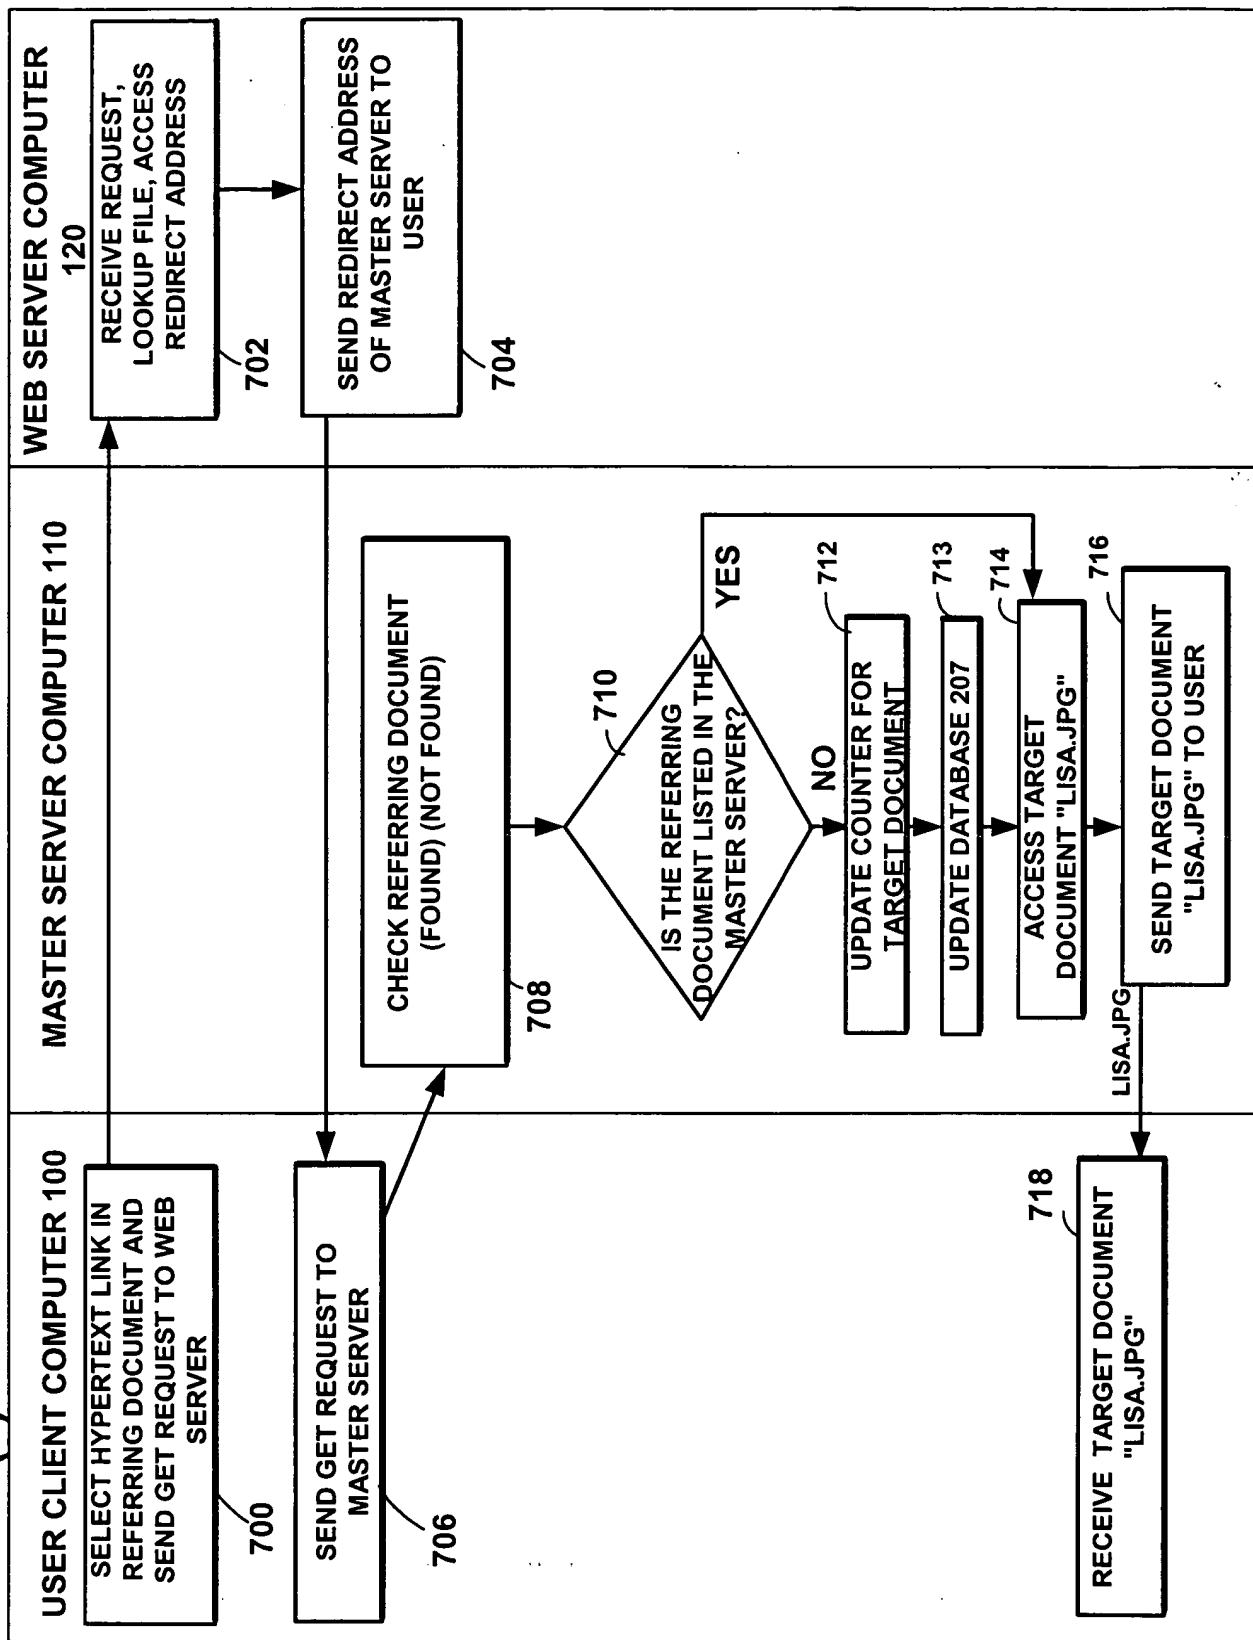 USER CLIENT COMPUTER 100
SELECT HYPERTEXT LINK IN
REFERRING DOCUMENT AND
SEND GET REQUEST TO WEB
SERVER
700
SEND GET REQUEST TO
MASTER SERVER
706
718
RECEIVE TARGET DOCUMENT
"LISA.JPG"
MASTER SERVER COMPUTER 110
CHECK REFERRING DOCUMENT
(FOUND) (NOT FOUND)
708
710
IS THE REFERRING
DOCUMENT LISTED IN THE
MASTER SERVER?
YES
NO
712
UPDATE COUNTER FOR
TARGET DOCUMENT
713
UPDATE DATABASE 207
714
ACCESS TARGET
DOCUMENT "LISA.JPG"
716
SEND TARGET DOCUMENT
"LISA.JPG" TO USER
LISA.JPG
WEB SERVER COMPUTER
120
RECEIVE REQUEST,
LOOKUP FILE, ACCESS
REDIRECT ADDRESS
702
SEND REDIRECT ADDRESS
OF MASTER SERVER TO
USER
704